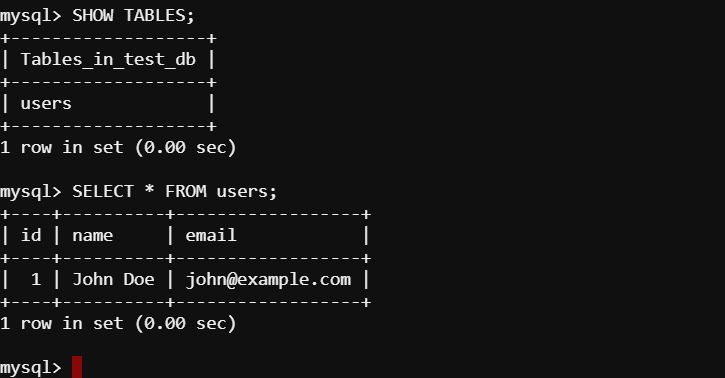 mysql> SHOW TABLES;
+-------------------+
| Tables_in_test_db |
+-------------------+
| users             |
+-------------------+
1 row in set (0.00 sec)

mysql> SELECT * FROM users;
+----+----------+------------------+
| id | name     | email            |
+----+----------+------------------+
|  1 | John Doe | john@example.com |
+----+----------+------------------+
1 row in set (0.00 sec)

mysql>